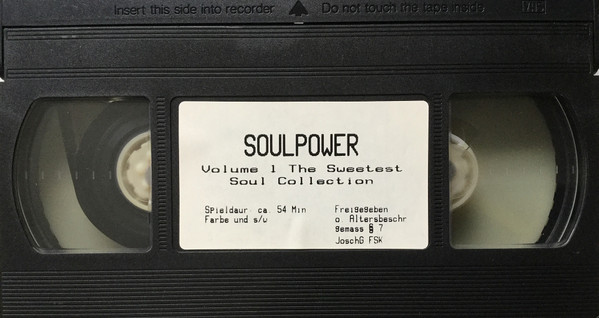 Insert this side into recorder Do not touch the tape inside VHS
SOULPOWER
Volume 1 The Sweetest
Soul Collection
Spieldaur ca 54 Min
Farbe und s/w
Freigegeben
o Altersbeschr
gemass § 7
JoschG FSK